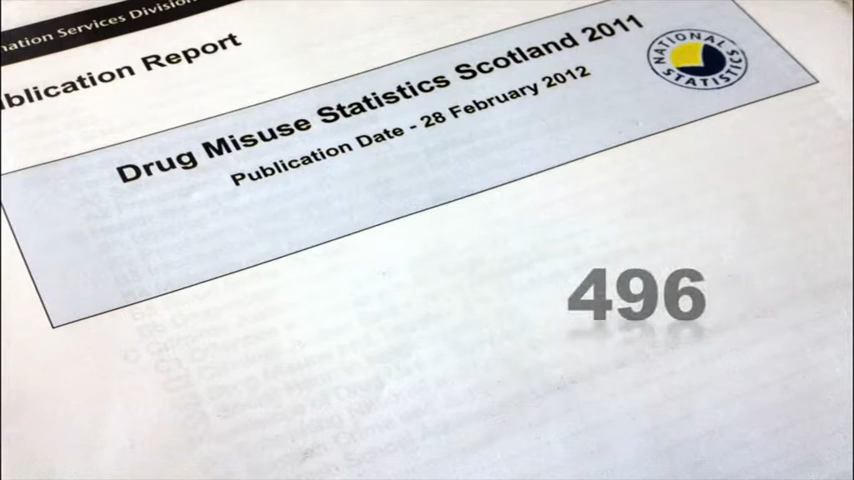 nation Services Division
ublication Report
Drug Misuse Statistics Scotland 2011
Publication Date - 28 February 2012
NATIONAL STATISTICS
496